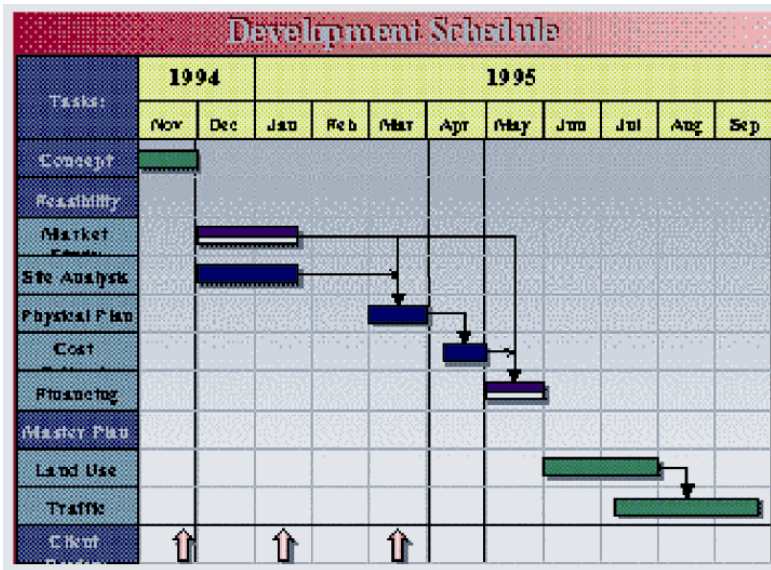 Development Schedule
1994 1995
Tasks:
Nov Dec Jan Feb Mar Apr May Jun Jul Aug Sep
Concept
Feasibility
Market
Site Analysis
Physical Plan
Cost
Financing
Master Plan
Land Use
Traffic
Client